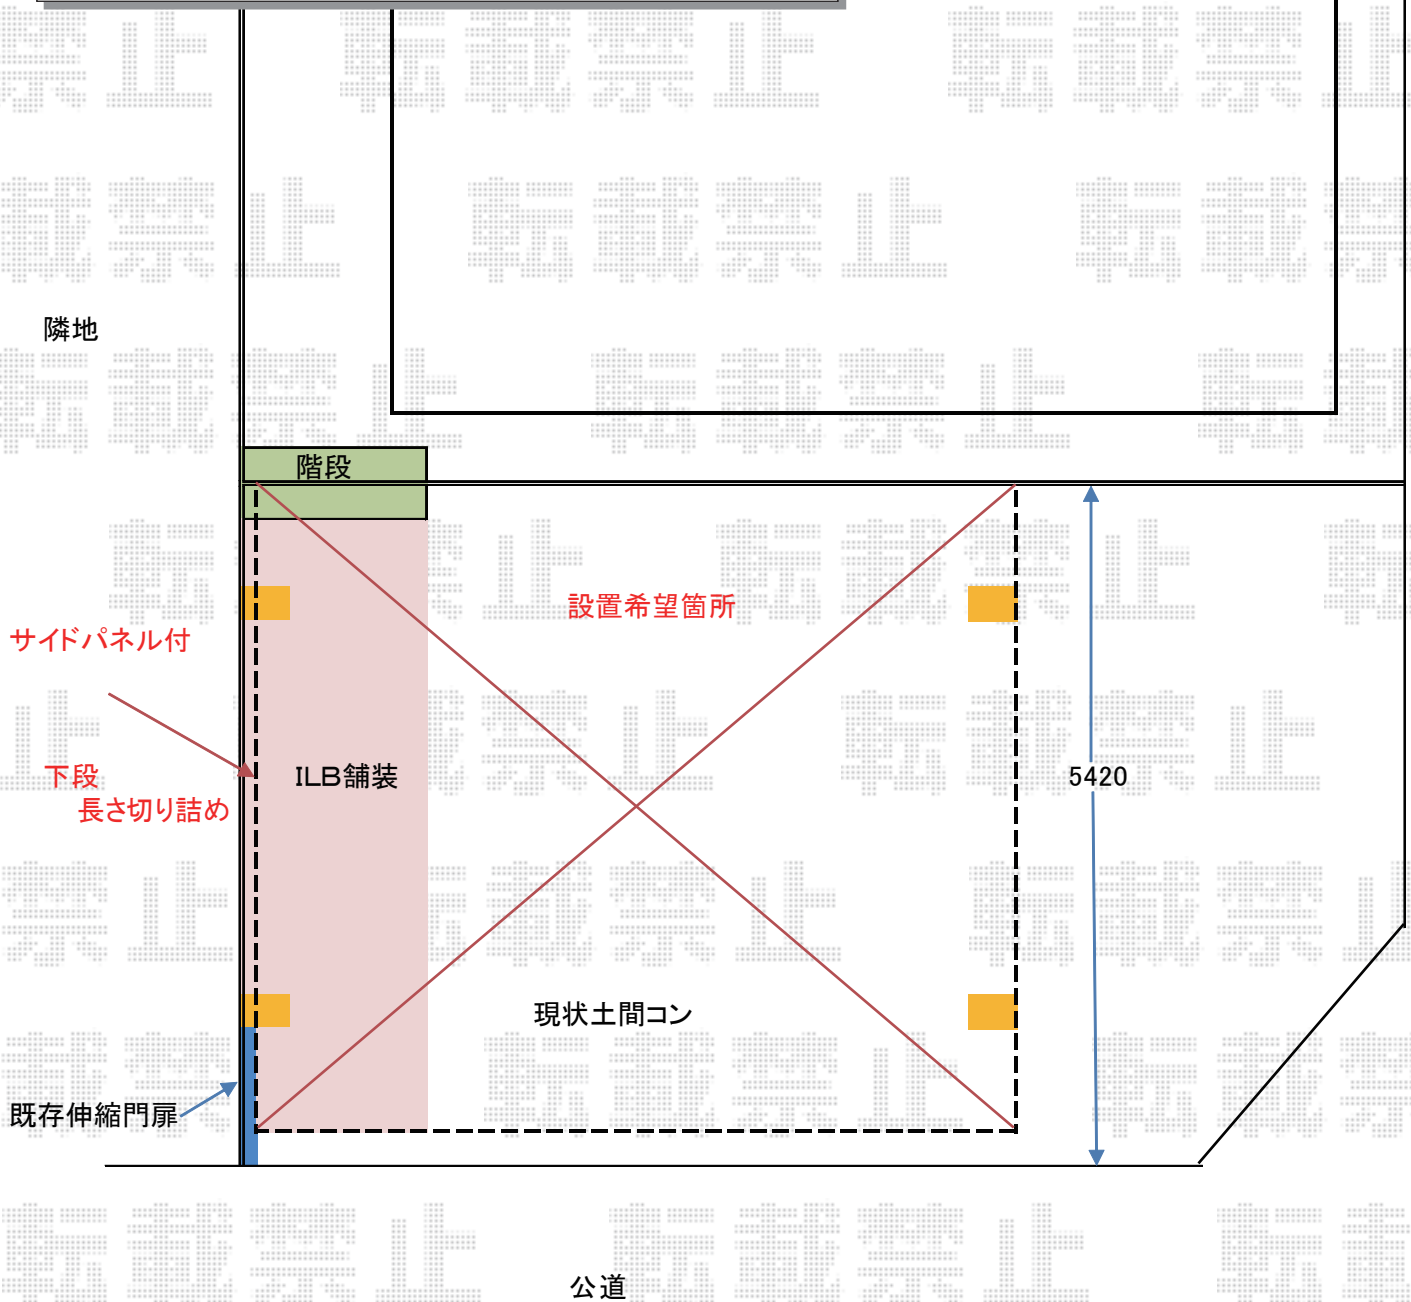 隣地
階段
設置希望箇所
サイドパネル付
下段
長さ切り詰め
ILB舗装
5420
現状土間コン
既存伸縮門扉
公道
転載禁止